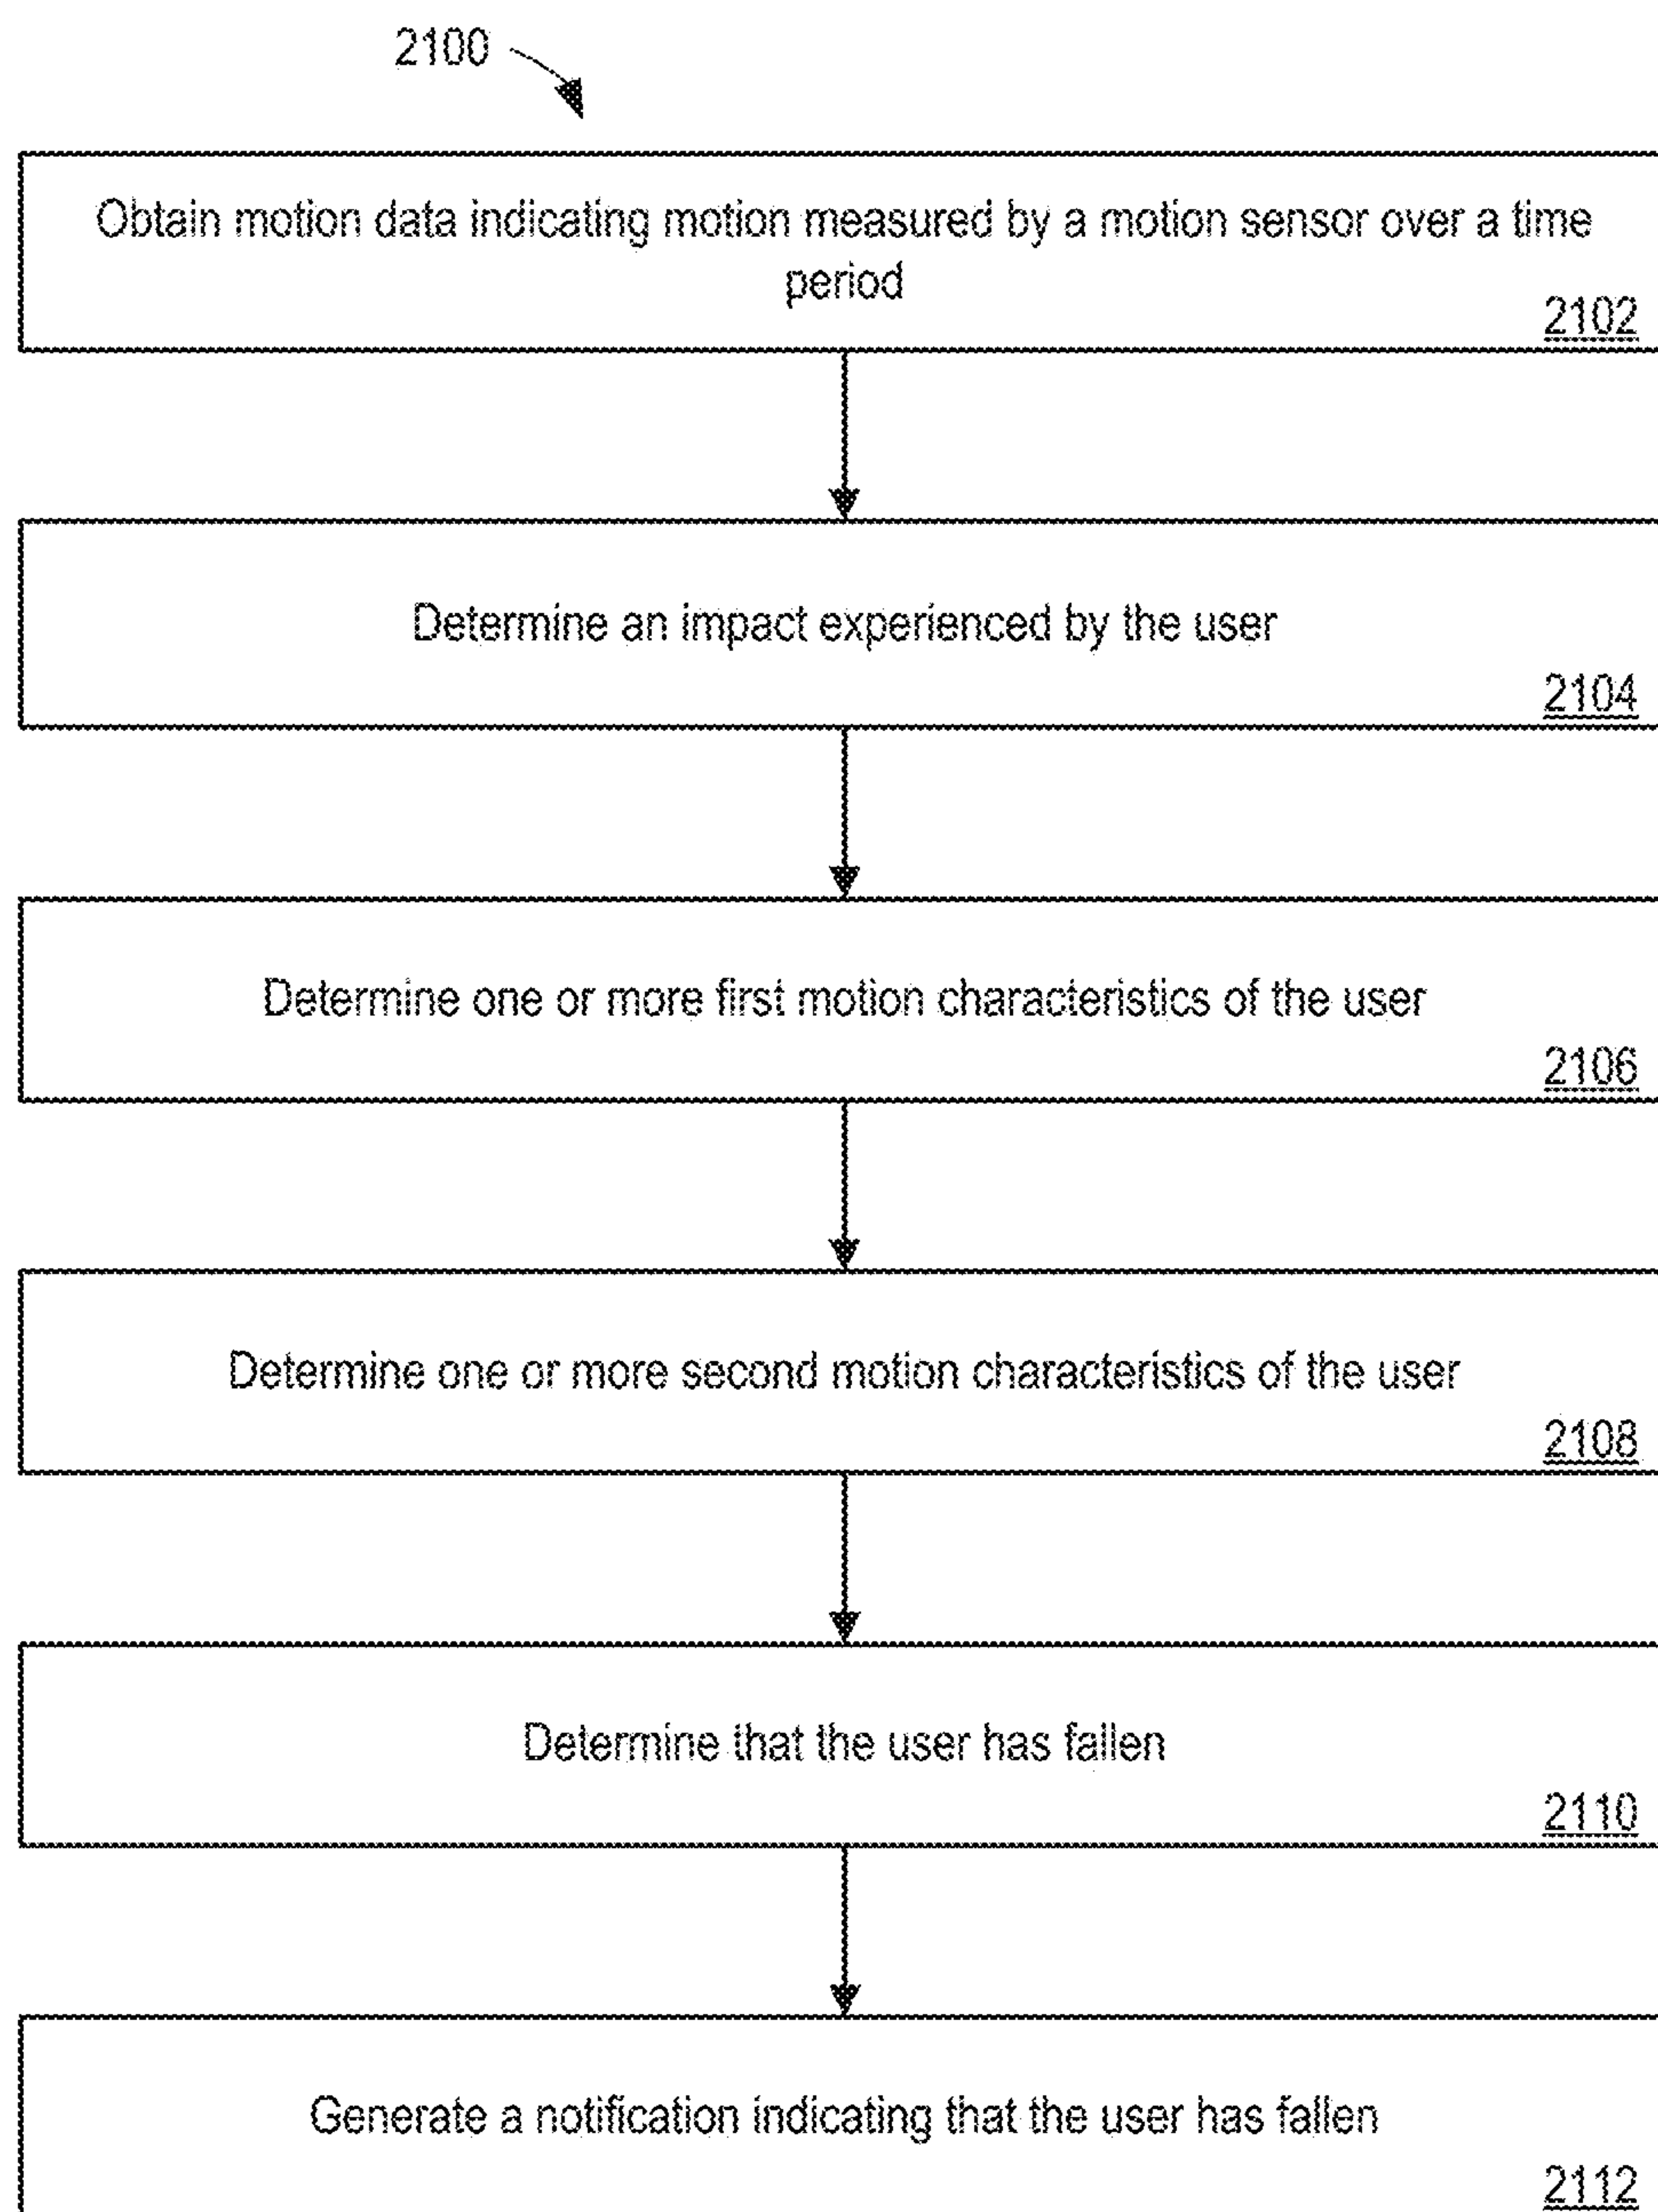 2100
Obtain motion data indicating motion measured by a motion sensor over a time
period
2102
Determine an impact experienced by the user
2104
Determine one or more first motion characteristics of the user
2106
Determine one or more second motion characteristics of the user
2108
Determine that the user has fallen
2110
Generate a notification indicating that the user has fallen
2112